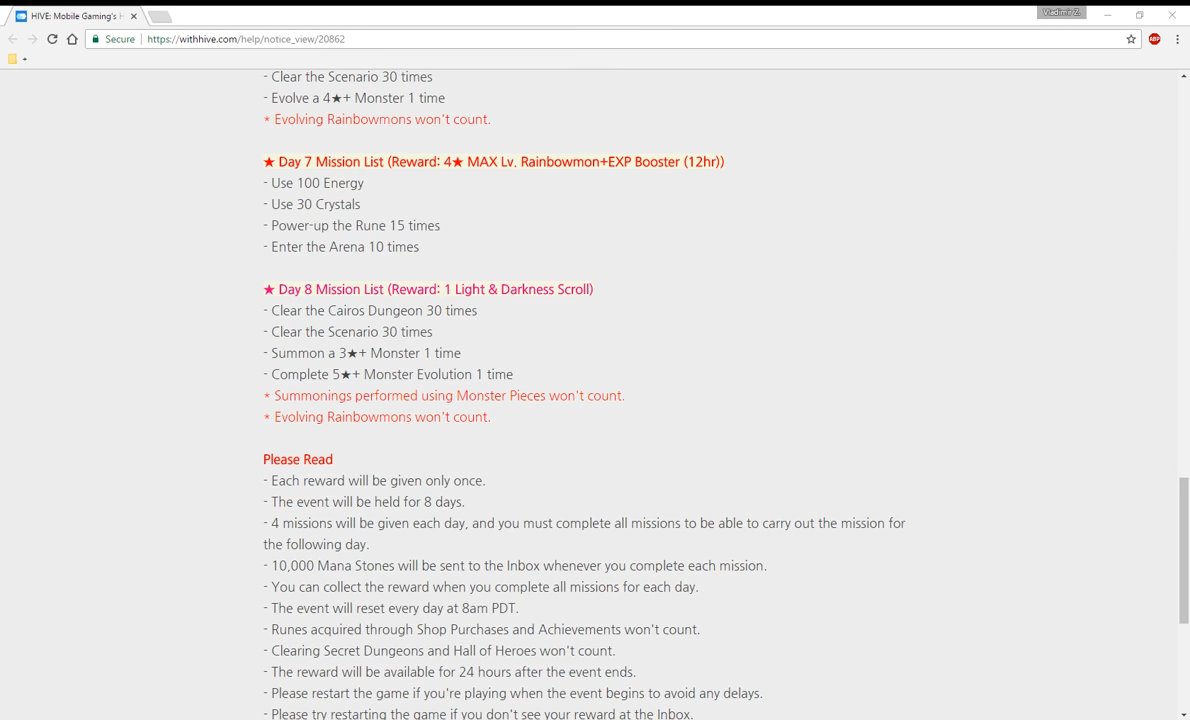 HIVE: Mobile Gaming's
Vladimir Z.
Secure
https://withhive.com/help/notice_view/20862
ABP
- Clear the Scenario 30 times
- Evolve a 4★+ Monster 1 time
* Evolving Rainbowmons won't count.
★ Day 7 Mission List (Reward: 4★ MAX Lv. Rainbowmon+EXP Booster (12hr))
- Use 100 Energy
- Use 30 Crystals
- Power-up the Rune 15 times
- Enter the Arena 10 times
★ Day 8 Mission List (Reward: 1 Light & Darkness Scroll)
- Clear the Cairos Dungeon 30 times
- Clear the Scenario 30 times
- Summon a 3★+ Monster 1 time
- Complete 5★+ Monster Evolution 1 time
* Summonings performed using Monster Pieces won't count.
* Evolving Rainbowmons won't count.
Please Read
- Each reward will be given only once.
- The event will be held for 8 days.
- 4 missions will be given each day, and you must complete all missions to be able to carry out the mission for
the following day.
- 10,000 Mana Stones will be sent to the Inbox whenever you complete each mission.
- You can collect the reward when you complete all missions for each day.
- The event will reset every day at 8am PDT.
- Runes acquired through Shop Purchases and Achievements won't count.
- Clearing Secret Dungeons and Hall of Heroes won't count.
- The reward will be available for 24 hours after the event ends.
- Please restart the game if you're playing when the event begins to avoid any delays.
- Please try restarting the game if you don't see your reward at the Inbox.